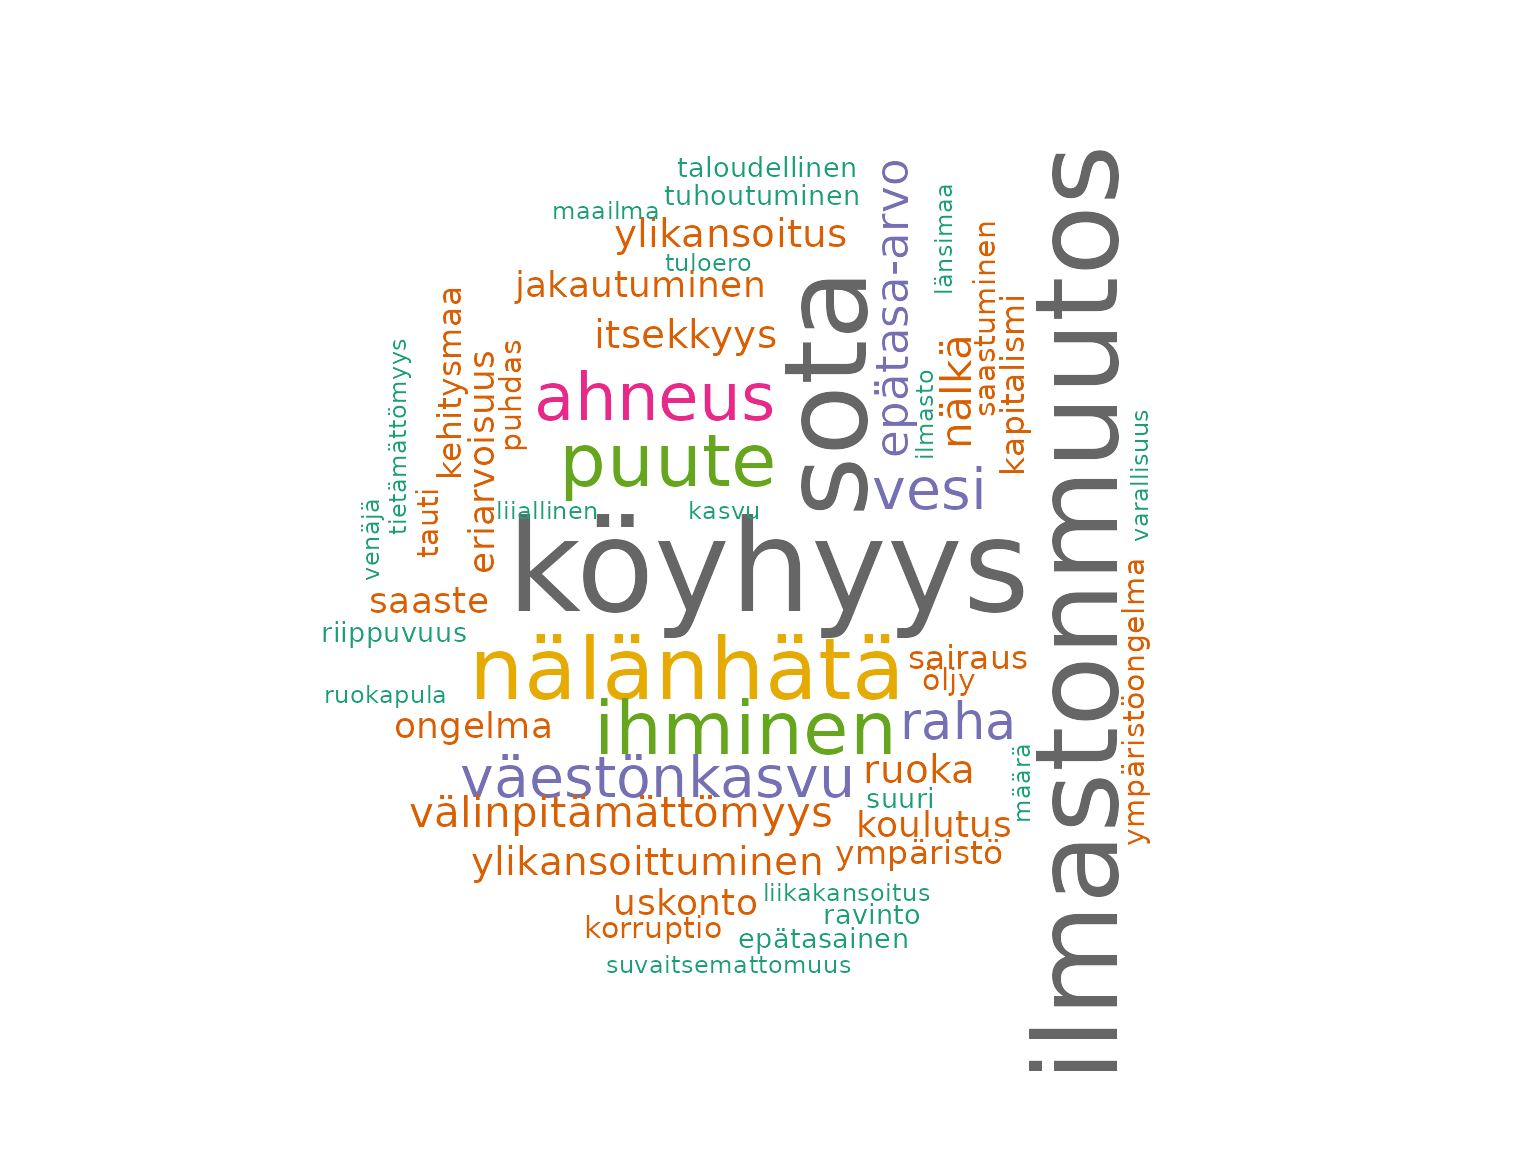 taloudellinen
tuhoutuminen
maailma
ylikansoitus
tuloero
jakautuminen
itsekkyys
ahneus
puute
liiallinen
kasvu
köyhyys
sota
epätasa-arvo
länsimaa
ilmasto
nälkä
saastuminen
kapitalismi
vesi
ilmastonmuutos
varallisuus
ympäristöongelma
kehitysmaa
eriarvoisuus
puhdas
tietämättömyys
tauti
venäjä
saaste
riippuvuus
nälänhätä
sairaus
öljy
ruokapula
ongelma
ihminen
raha
väestönkasvu
ruoka
suuri
määrä
välinpitämättömyys
koulutus
ylikansoittuminen
ympäristö
uskonto
liikakansoitus
ravinto
korruptio
epätasainen
suvaitsemattomuus